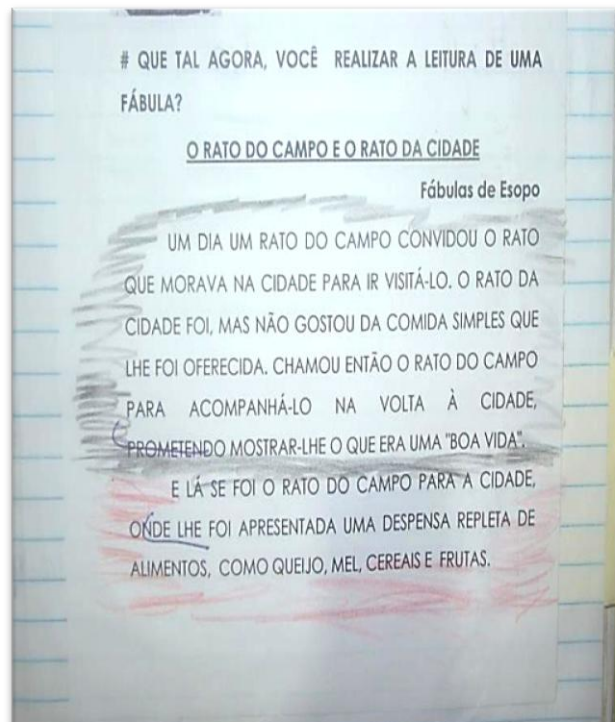 # QUE TAL AGORA, VOCÊ REALIZAR A LEITURA DE UMA
FÁBULA?
O RATO DO CAMPO E O RATO DA CIDADE
Fábulas de Esopo
UM DIA UM RATO DO CAMPO CONVIDOU O RATO
QUE MORAVA NA CIDADE PARA IR VISITÁ-LO. O RATO DA
CIDADE FOI, MAS NÃO GOSTOU DA COMIDA SIMPLES QUE
LHE FOI OFERECIDA. CHAMOU ENTÃO O RATO DO CAMPO
PARA ACOMPANHÁ-LO NA VOLTA À CIDADE,
PROMETENDO MOSTRAR-LHE O QUE ERA UMA "BOA VIDA".
E LÁ SE FOI O RATO DO CAMPO PARA A CIDADE,
ONDE LHE FOI APRESENTADA UMA DESPENSA REPLETA DE
ALIMENTOS, COMO QUEIJO, MEL, CEREAIS E FRUTAS.